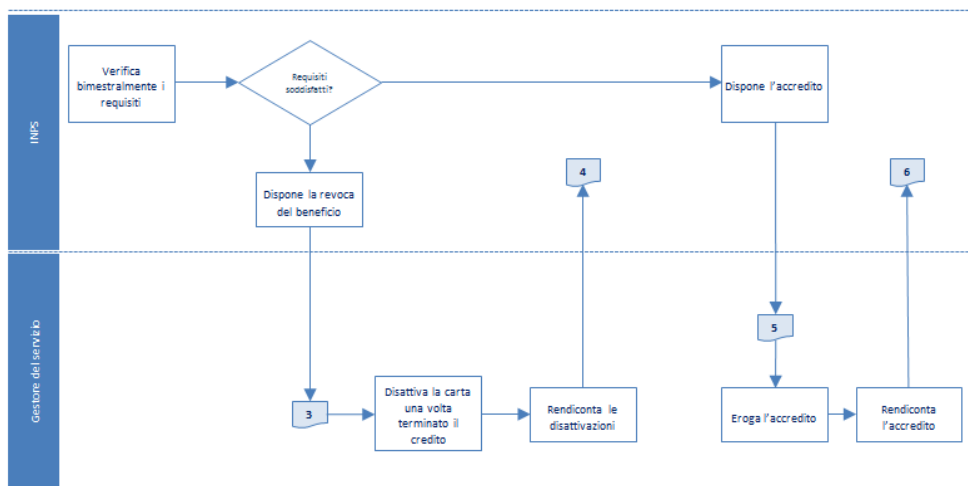 INPS
Verifica
bimestralmente i
requisiti
Requisiti
soddisfatti?
Dispone l'accredito
Dispone la revoca
del beneficio
4
6
Gestore del servizio
5
3
Disattiva la carta
una volta
terminato il
credito
Rendiconta le
disattivazioni
Eroga l'accredito
Rendiconta
l'accredito